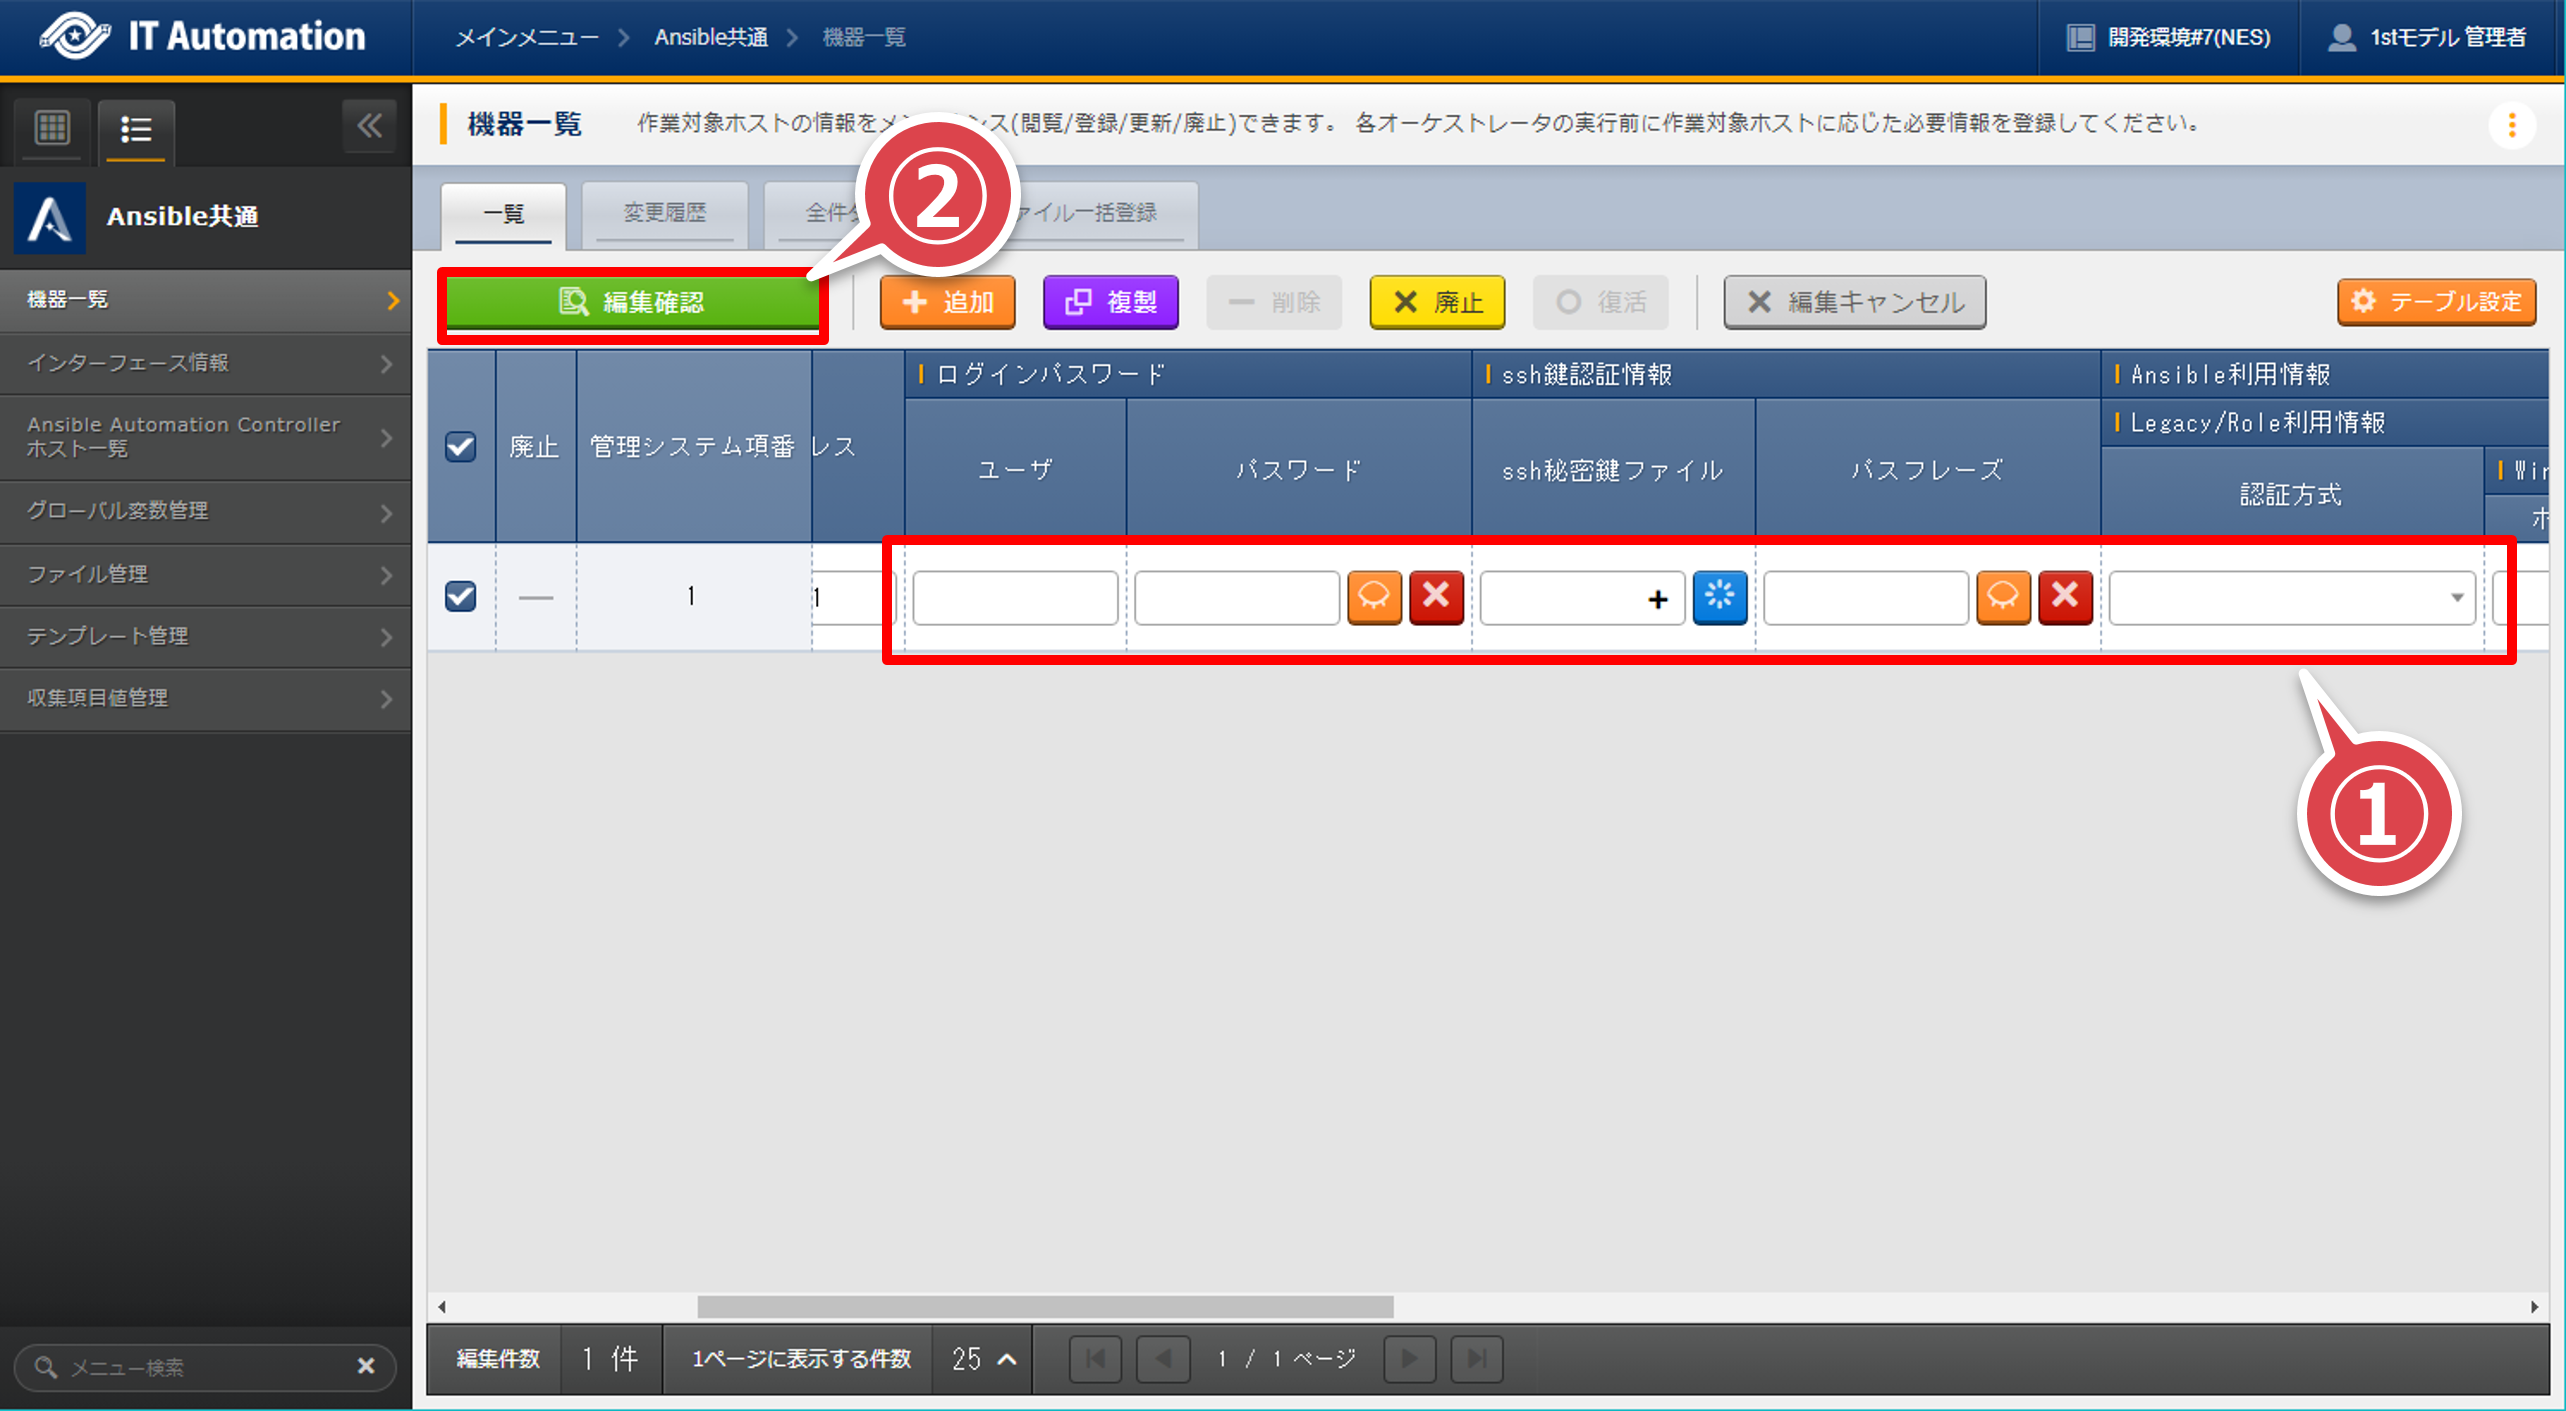 IT Automation
メインメニュー > Ansible共通 > 機器一覧
開発環境#7(NES)
1stモデル 管理者
機器一覧
作業対象ホストの情報をメン
ス(閲覧/登録/更新/廃止)できます。 各オーケストレータの実行前に作業対象ホストに応じた必要情報を登録してください。
Ansible共通
機器一覧
インターフェース情報
Ansible Automation Controller
ホスト一覧
グローバル変数管理
ファイル管理
テンプレート管理
収集項目値管理
メニュー検索
一覧
変更履歴
全件
ァイル一括登録
②
編集確認
追加
複製
削除
廃止
復活
編集キャンセル
テーブル設定
廃止
管理システム項番
レス
ログインパスワード
ユーザ
パスワード
ssh鍵認証情報
ssh秘密鍵ファイル
パスフレーズ
Ansible利用情報
Legacy/Role利用情報
認証方式
Win
ホ
1
1
①
編集件数
1 件
1ページに表示する件数
25
1 / 1 ページ